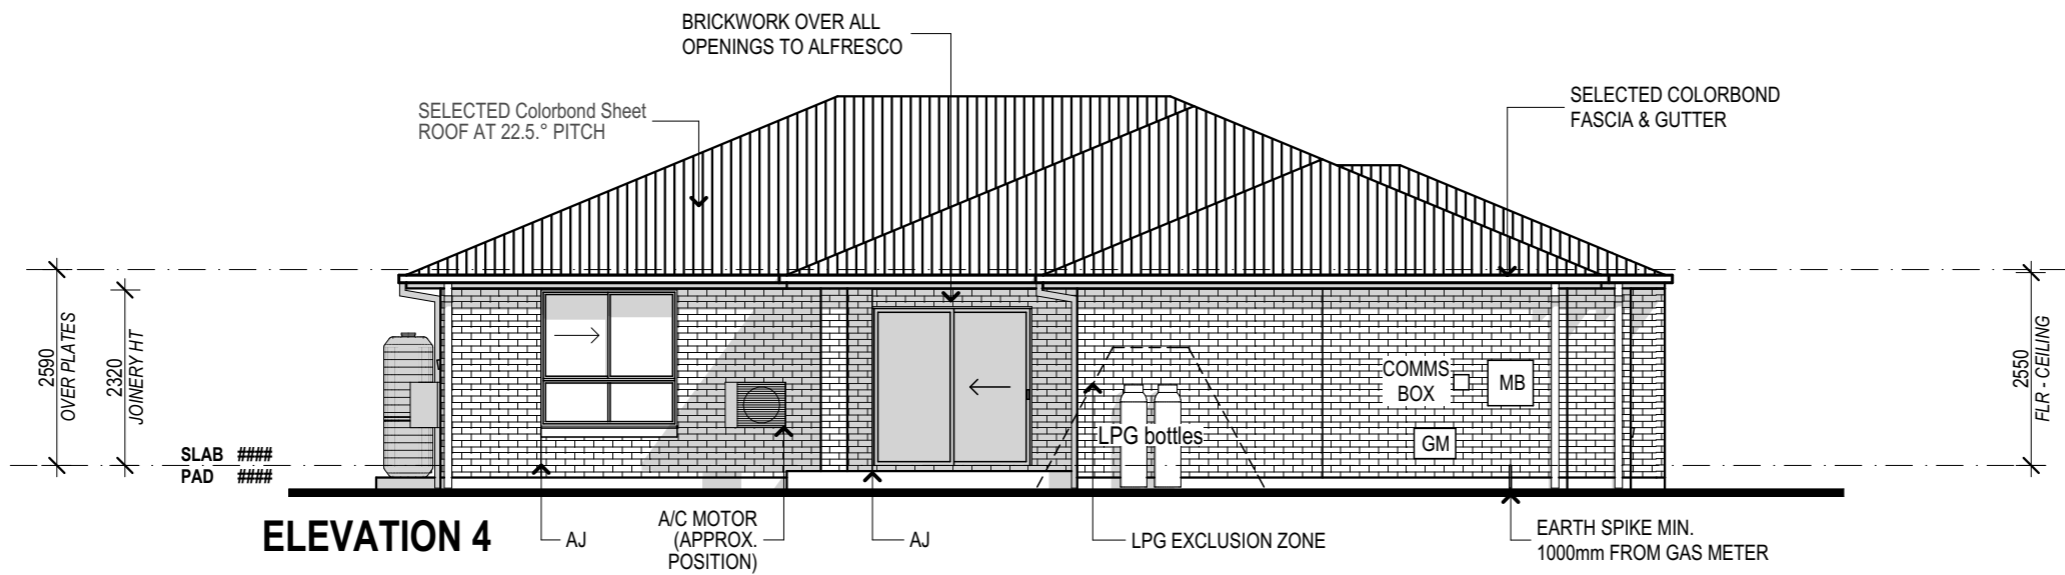 BRICKWORK OVER ALL
OPENINGS TO ALFRESCO
SELECTED Colorbond Sheet
ROOF AT 22.5.° PITCH
SELECTED COLORBOND
FASCIA & GUTTER
2590
OVER PLATES
2320
JOINERY HT
2550
FLR - CEILING
COMMS
BOX
MB
LPG bottles
GM
SLAB ####
PAD ####
ELEVATION 4
AJ
A/C MOTOR
(APPROX.
POSITION)
AJ
LPG EXCLUSION ZONE
EARTH SPIKE MIN.
1000mm FROM GAS METER